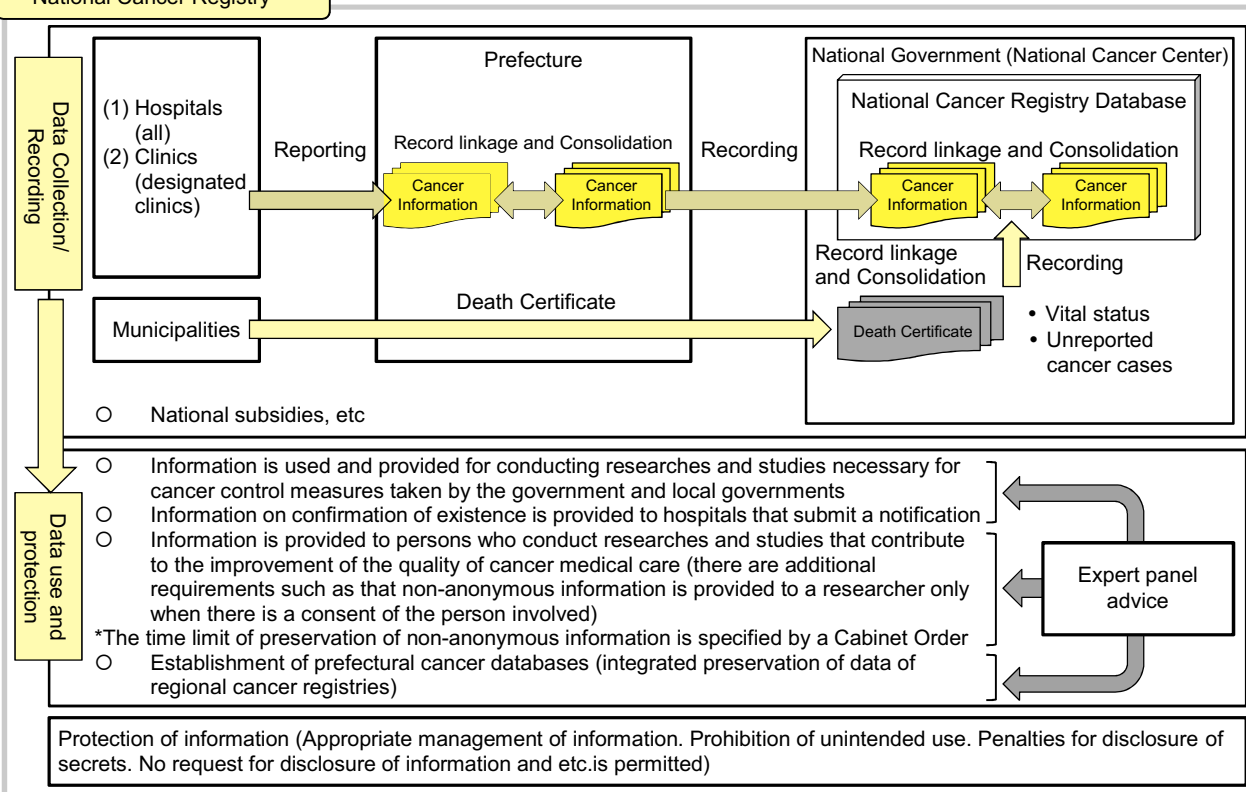 National Cancer Registry
Data Collection/
Recording
(1) Hospitals
(all)
(2) Clinics
(designated
clinics)
Reporting
Prefecture
Record linkage and Consolidation
Cancer
Information
Cancer
Information
Recording
National Government (National Cancer Center)
National Cancer Registry Database
Record linkage and Consolidation
Cancer
Information
Cancer
Information
Record linkage
and Consolidation
Recording
Municipalities
Death Certificate
Death Certificate
• Vital status
• Unreported
cancer cases
○ National subsidies, etc
Data use and
protection
○ Information is used and provided for conducting researches and studies necessary for
cancer control measures taken by the government and local governments
○ Information on confirmation of existence is provided to hospitals that submit a notification
○ Information is provided to persons who conduct researches and studies that contribute
to the improvement of the quality of cancer medical care (there are additional
requirements such as that non-anonymous information is provided to a researcher only
when there is a consent of the person involved)
*The time limit of preservation of non-anonymous information is specified by a Cabinet Order
○ Establishment of prefectural cancer databases (integrated preservation of data of
regional cancer registries)
Expert panel
advice
Protection of information (Appropriate management of information. Prohibition of unintended use. Penalties for disclosure of
secrets. No request for disclosure of information and etc.is permitted)